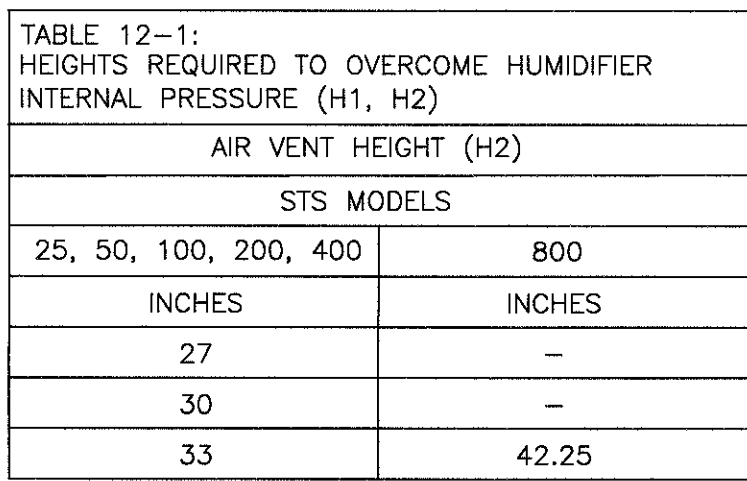 TABLE 12-1:
HEIGHTS REQUIRED TO OVERCOME HUMIDIFIER
INTERNAL PRESSURE (H1, H2)
AIR VENT HEIGHT (H2)
STS MODELS
25, 50, 100, 200, 400 800
INCHES INCHES
27 –
30 –
33 42.25